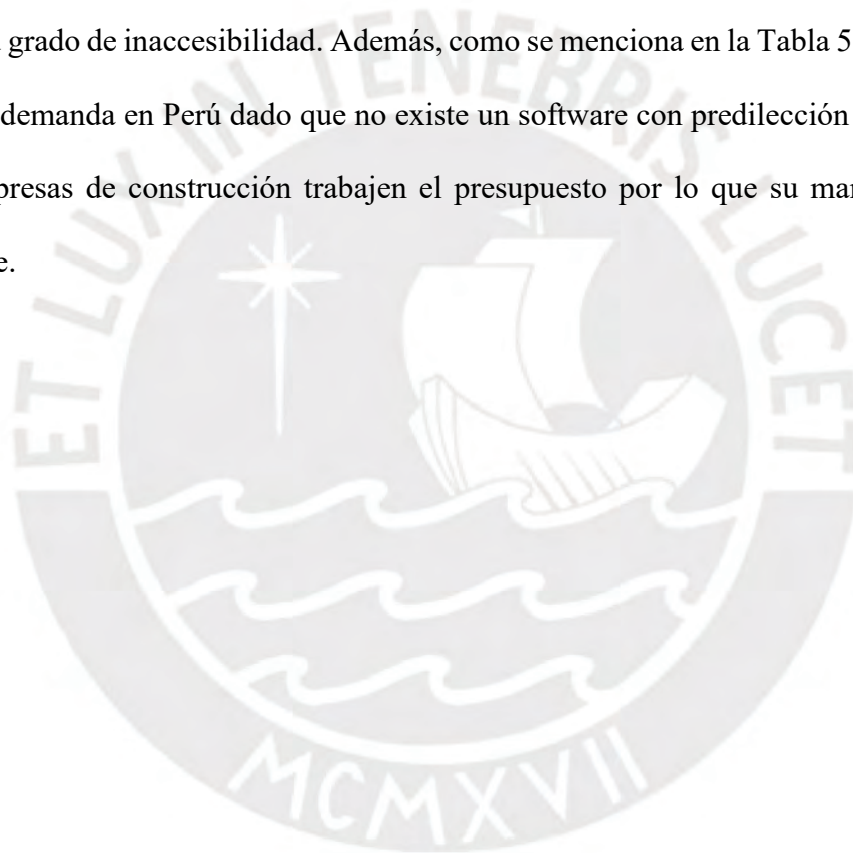 grado de inaccesibilidad. Además, como se menciona en la Tabla 5
demanda en Perú dado que no existe un software con predilección
presas de construcción trabajen el presupuesto por lo que su mar
e.
ET LUX IN TENEBRIS LUCET
MCMXVII